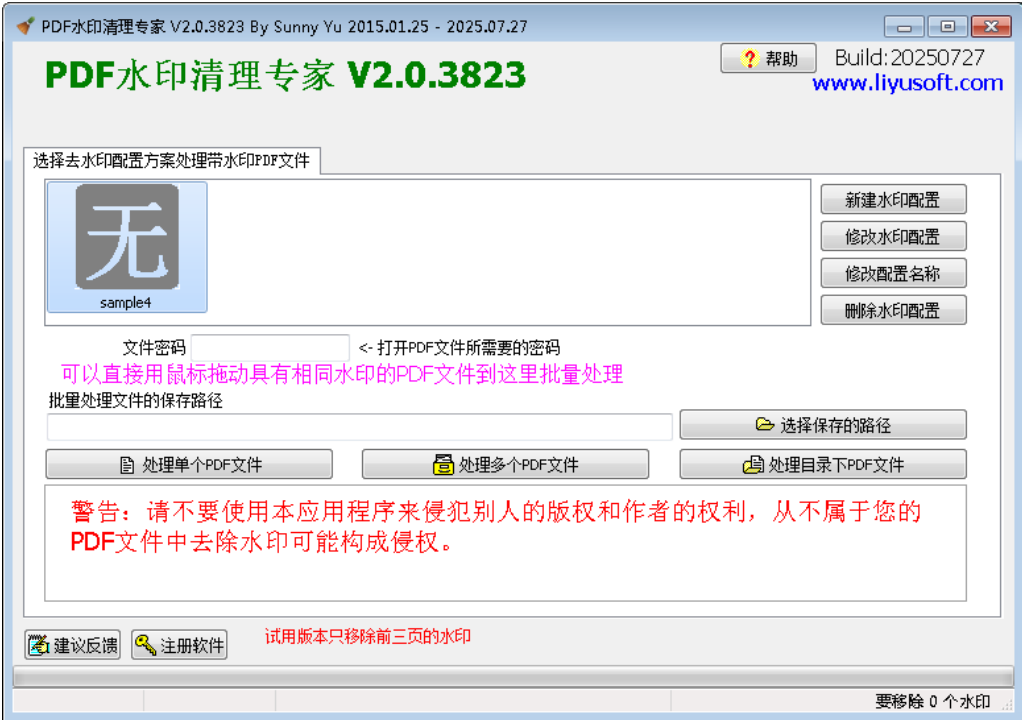 PDF水印清理专家 V2.0.3823 By Sunny Yu 2015.01.25 - 2025.07.27
PDF水印清理专家 V2.0.3823
帮助
Build:20250727
www.liyusoft.com
选择去水印配置方案处理带水印PDF文件
无
sample4
新建水印配置
修改水印配置
修改配置名称
删除水印配置
文件密码
<- 打开PDF文件所需要的密码
可以直接用鼠标拖动具有相同水印的PDF文件到这里批量处理
批量处理文件的保存路径
选择保存的路径
处理单个PDF文件
处理多个PDF文件
处理目录下PDF文件
警告：请不要使用本应用程序来侵犯别人的版权和作者的权利，从不属于您的
PDF文件中去除水印可能构成侵权。
建议反馈
注册软件
试用版本只移除前三页的水印
要移除 0 个水印